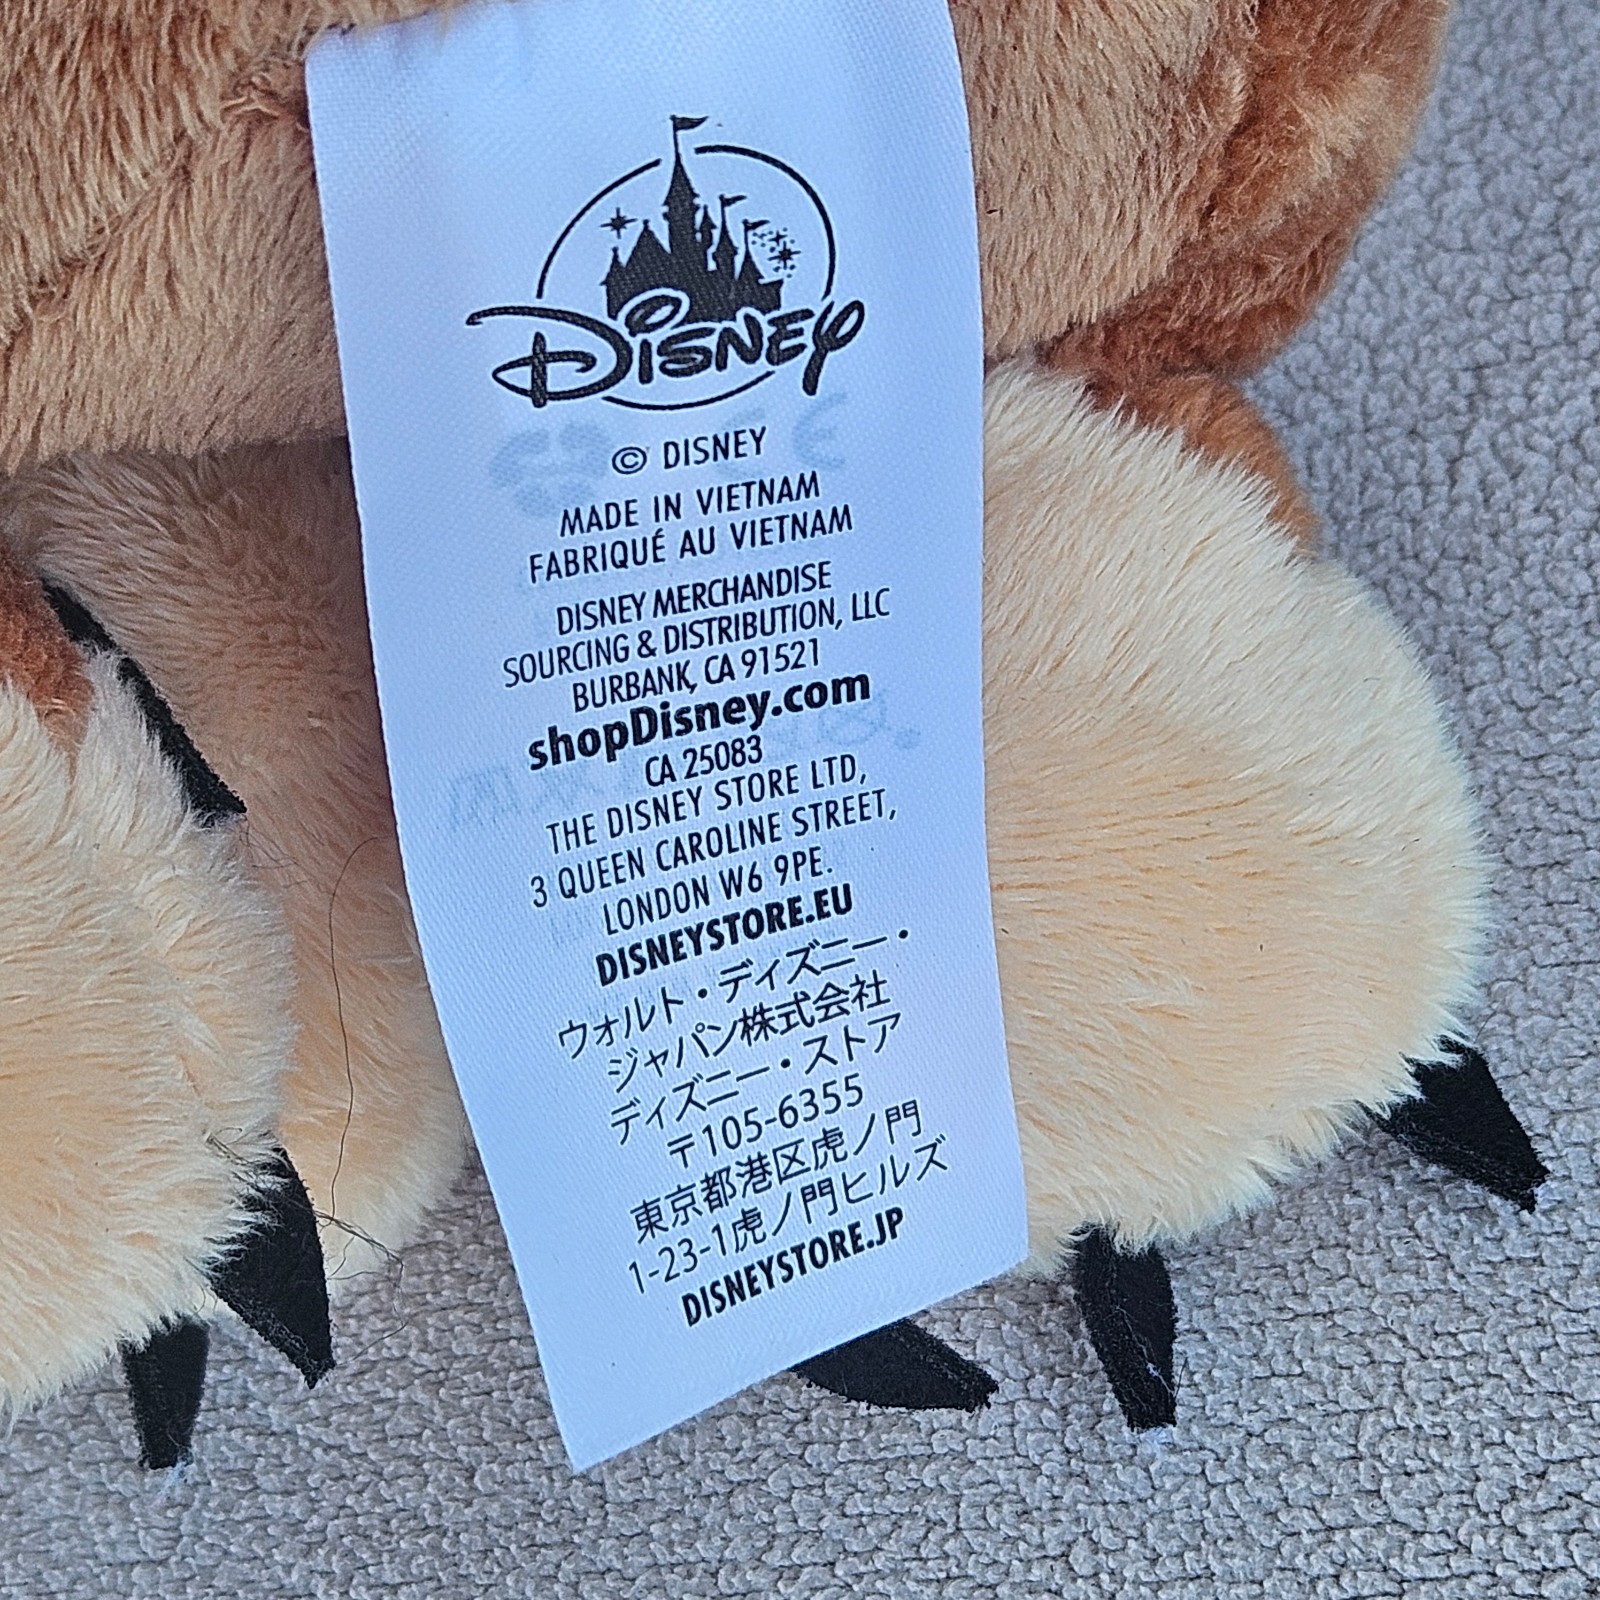 Disney
© DISNEY
MADE IN VIETNAM
FABRIQUÉ AU VIETNAM
DISNEY MERCHANDISE
SOURCING & DISTRIBUTION, LLC
BURBANK, CA 91521
shopDisney.com
CA 25083
THE DISNEY STORE LTD,
3 QUEEN CAROLINE STREET,
LONDON W6 9PE.
DISNEYSTORE.EU
ウォルト・ディズニー・
ジャパン株式会社
ディズニー・ストア
〒105-6355
東京都港区虎ノ門
1-23-1虎ノ門ヒルズ
DISNEYSTORE.JP